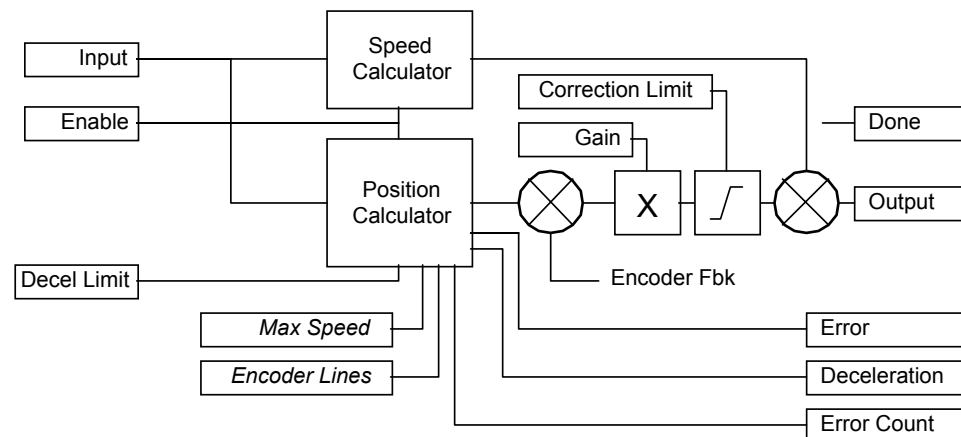 Speed
Calculator
Input
Correction Limit
Enable
Done
Gain
Position
Calculator
X
Output
Decel Limit
Encoder Fbk
Max Speed
Error
Encoder Lines
Deceleration
Error Count